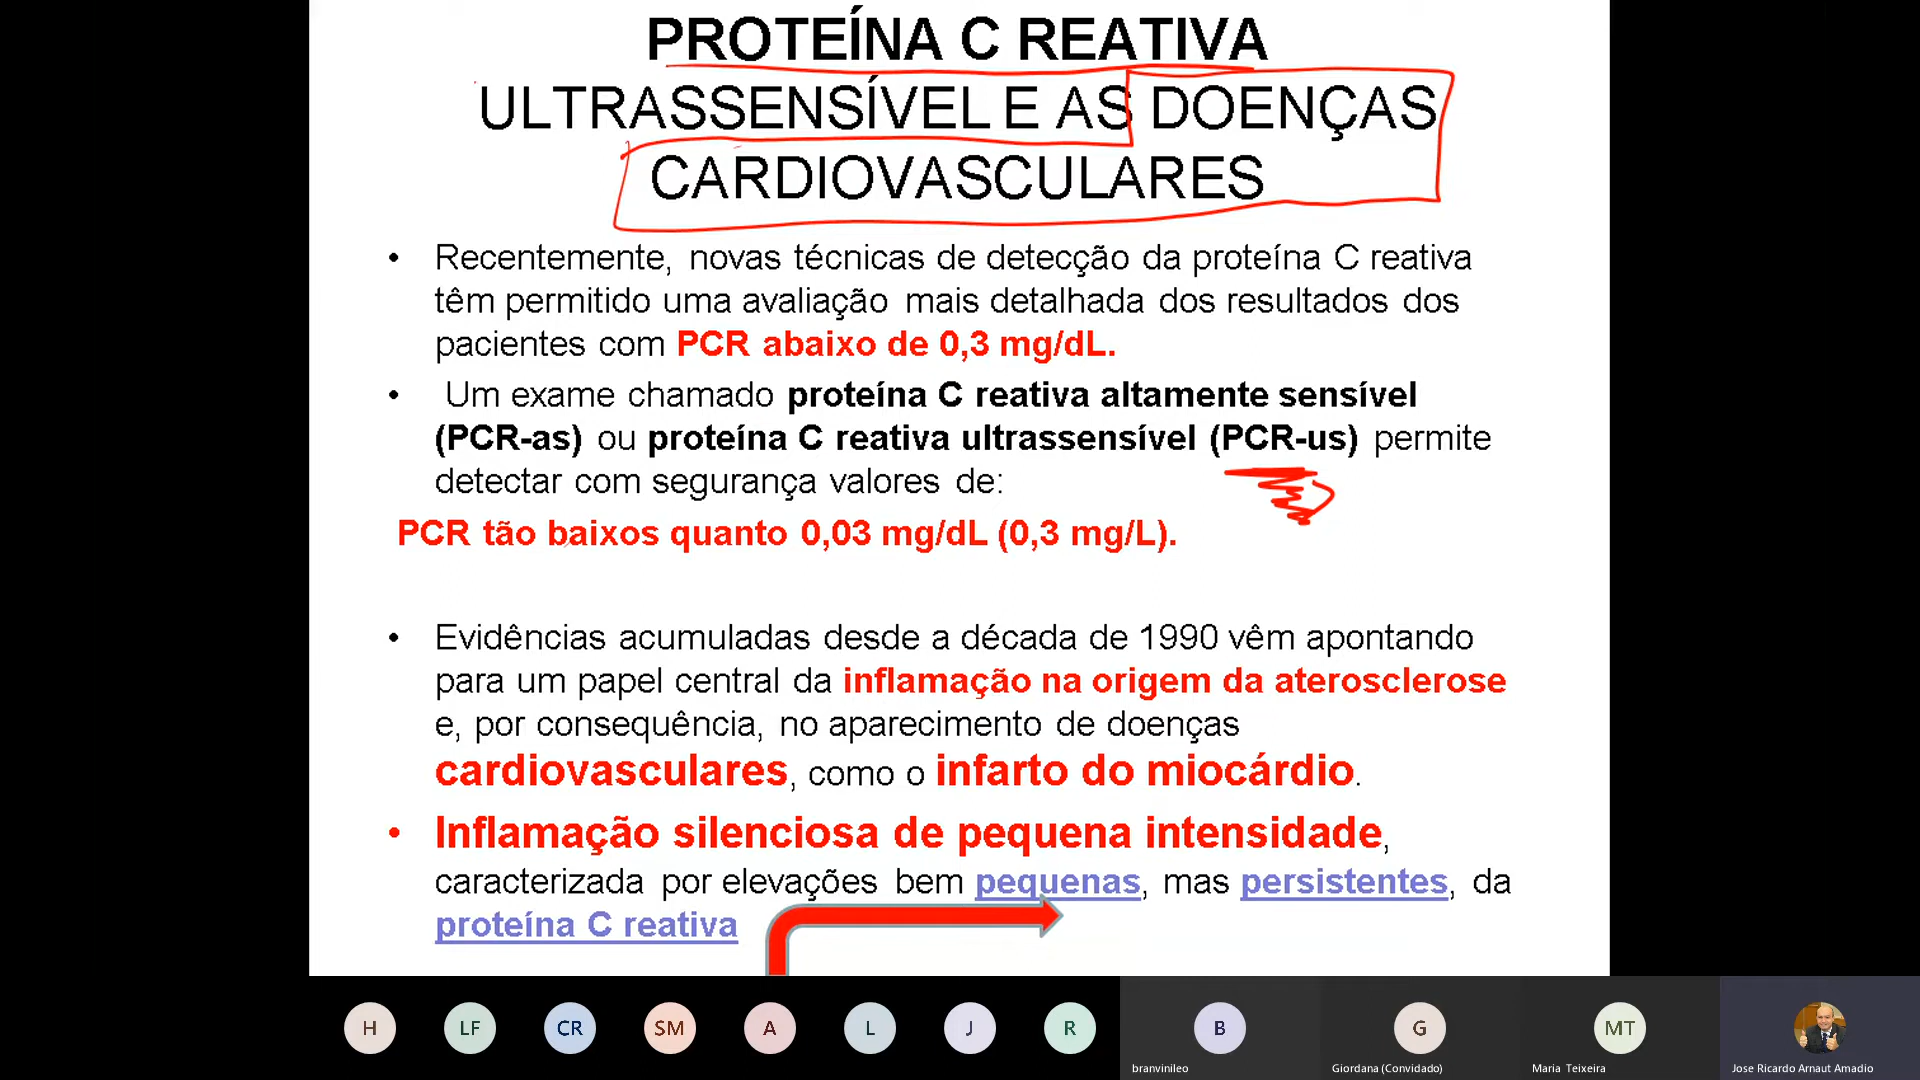 PROTEÍNA C REATIVA
ULTRASSENSÍVEL E AS DOENÇAS
CARDIOVASCULARES
• Recentemente, novas técnicas de detecção da proteína C reativa
têm permitido uma avaliação mais detalhada dos resultados dos
pacientes com PCR abaixo de 0,3 mg/dL.
• Um exame chamado proteína C reativa altamente sensível
(PCR-as) ou proteína C reativa ultrassensível (PCR-us) permite
detectar com segurança valores de:
PCR tão baixos quanto 0,03 mg/dL (0,3 mg/L).
• Evidências acumuladas desde a década de 1990 vêm apontando
para um papel central da inflamação na origem da aterosclerose
e, por consequência, no aparecimento de doenças
cardiovasculares, como o infarto do miocárdio.
• Inflamação silenciosa de pequena intensidade,
caracterizada por elevações bem pequenas, mas persistentes, da
proteína C reativa
H LF CR SM A L J R B G MT
branvinileo Giordana (Convidado) Maria Teixeira Jose Ricardo Arnaut Amadio